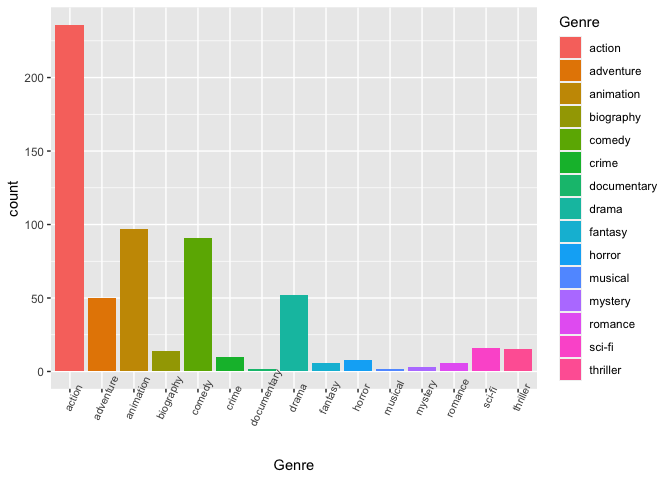 count
200
150
100
50
0
action
adventure
animation
biography
comedy
crime
documentary
drama
fantasy
horror
musical
mystery
romance
sci-fi
thriller
Genre
Genre
action
adventure
animation
biography
comedy
crime
documentary
drama
fantasy
horror
musical
mystery
romance
sci-fi
thriller